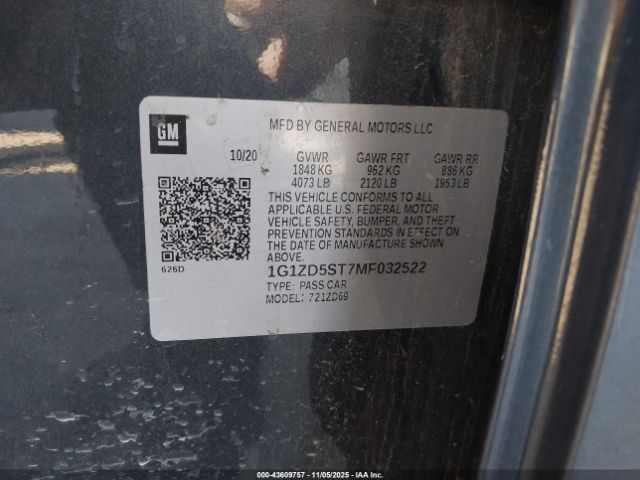 GM
MFD BY GENERAL MOTORS LLC
10/20 GVWR GAWR FRT GAWR RR
1848 KG 962 KG 886 KG
4073 LB 2120 LB 1953 LB
THIS VEHICLE CONFORMS TO ALL
APPLICABLE U.S. FEDERAL MOTOR
VEHICLE SAFETY, BUMPER, AND THEFT
PREVENTION STANDARDS IN EFFECT ON
THE DATE OF MANUFACTURE SHOWN
ABOVE.
626D
1G1ZD5ST7MF032522
TYPE: PASS CAR
MODEL: 721ZD69
000-43609757 - 11/05/2025 - IAAI.COM